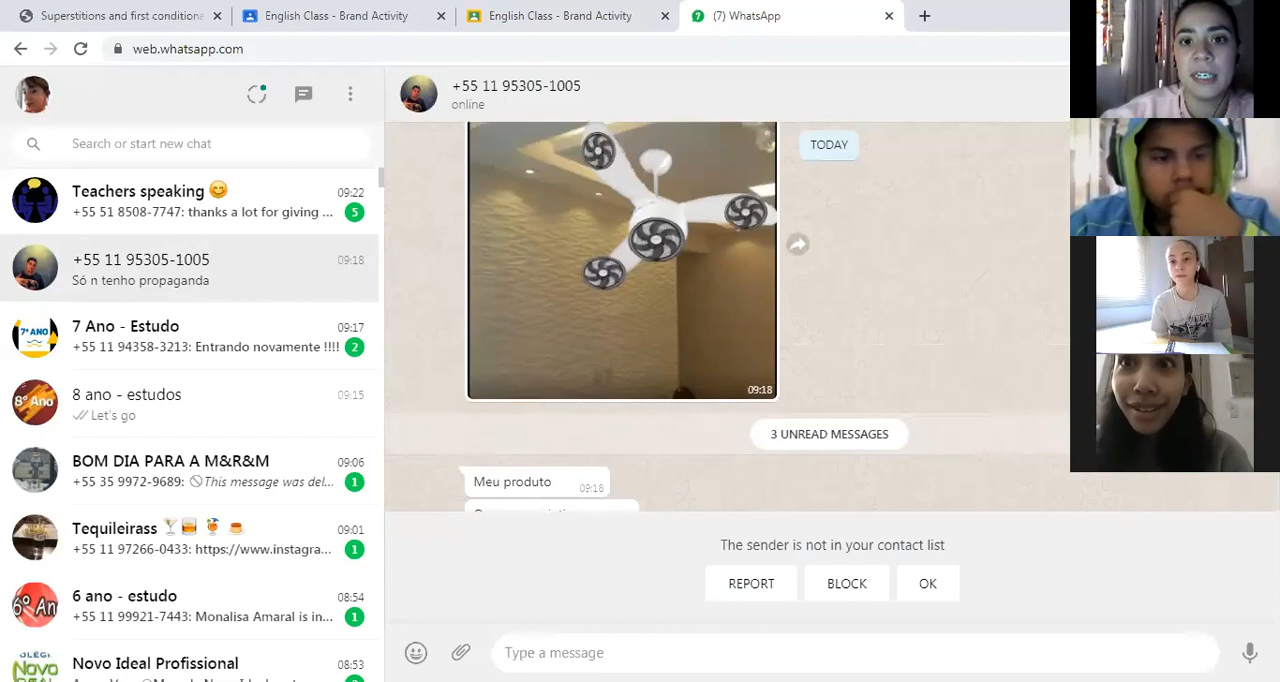 Superstitions and first conditiona
English Class - Brand Activity
English Class - Brand Activity
(7) WhatsApp
web.whatsapp.com
+55 11 95305-1005
online
Search or start new chat
TODAY
Teachers speaking 😊 09:22
+55 51 8508-7747: thanks a lot for giving ... 5
+55 11 95305-1005 09:18
Só n tenho propaganda
7 Ano - Estudo 09:17
+55 11 94358-3213: Entrando novamente !!!! 2
8 ano - estudos 09:15
Let's go
BOM DIA PARA A M&R&M 09:06
+55 35 9972-9689: 🚫This message was del... 1
Tequileirass 🍸🥃🍹🍮 09:01
+55 11 97266-0433: https://www.instagra... 1
6 ano - estudo 08:54
+55 11 99921-7443: Monalisa Amaral is in... 1
Novo Ideal Profissional 08:53
09:18
3 UNREAD MESSAGES
Meu produto 09:18
The sender is not in your contact list
REPORT BLOCK OK
Type a message